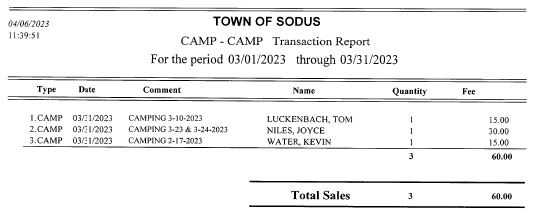 TOWN OF SODUS
04/06/2023
11:39:51
CAMP - CAMP Transaction Report
For the period 03/01/2023 through 03/31/2023
Type Date Comment Name Quantity Fee
1.CAMP 03/31/2023 CAMPING 3-10-2023 LUCKENBACH, TOM 1 15.00
2.CAMP 03/31/2023 CAMPING 3-23 & 3-24-2023 NILES, JOYCE 1 30.00
3.CAMP 03/31/2023 CAMPING 2-17-2023 WATER, KEVIN 1 15.00
3 60.00
Total Sales 3 60.00